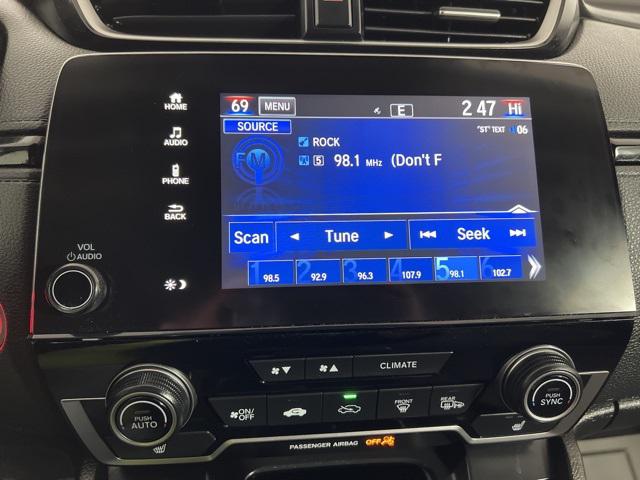 69 MENU E 2 47 Hi
SOURCE "ST" TEXT 06
HOME
ROCK
FM 5 98.1 MHz (Don't F
AUDIO
PHONE
BACK
Scan Tune Seek
VOL
AUDIO
1 98.5 2 92.9 3 96.3 4 107.9 5 98.1 6 102.7
CLIMATE
PUSH AUTO
ON/OFF
FRONT
REAR
PUSH SYNC
PASSENGER AIRBAG OFF